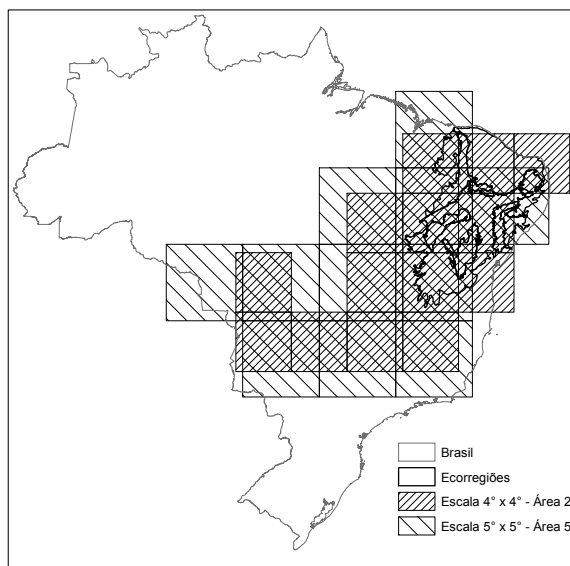 Brasil
Ecorregiões
Escala 4° x 4° - Área 2
Escala 5° x 5° - Área 5